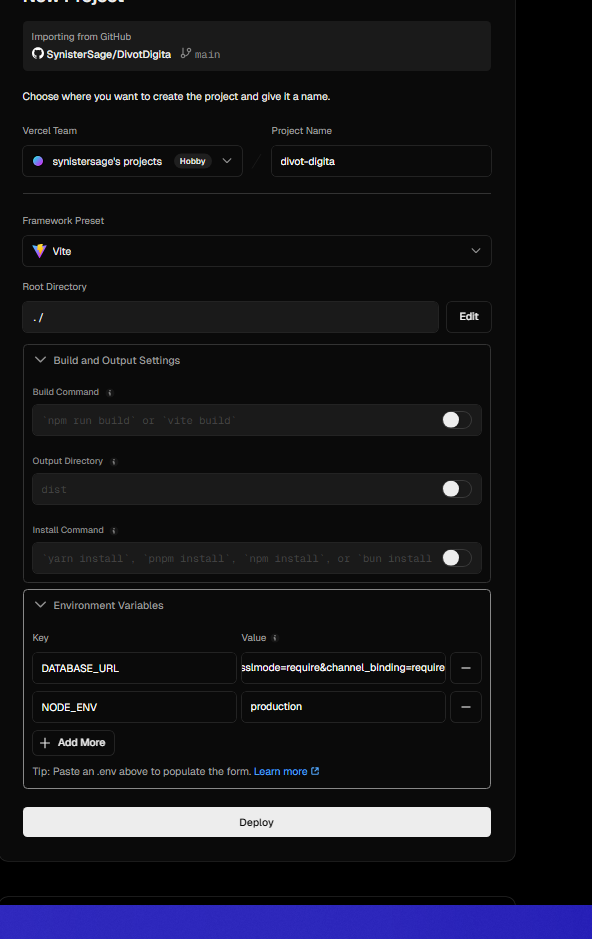 New Project
Importing from GitHub
SynisterSage/DivotDigita main
Choose where you want to create the project and give it a name.
Vercel Team
Project Name
synistersage's projects Hobby
divot-digita
Framework Preset
Vite
Root Directory
./
Edit
Build and Output Settings
Build Command
`npm run build` or `vite build`
Output Directory
dist
Install Command
`yarn install`, `pnpm install`, `npm install`, or `bun install
Environment Variables
Key
Value
DATABASE_URL
sslmode=require&channel_binding=require
NODE_ENV
production
Add More
Tip: Paste an .env above to populate the form. Learn more
Deploy